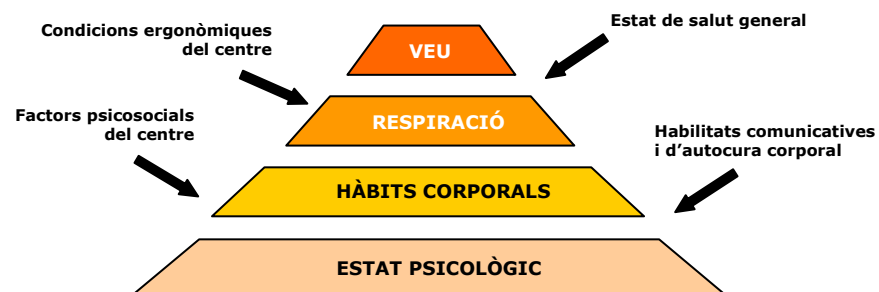 Estat de salut general
Condicions ergonòmiques
del centre
VEU
Factors psicosocials
del centre
RESPIRACIÓ
Habilitats comunicatives
i d’autocura corporal
HÀBITS CORPORALS
ESTAT PSICOLÒGIC